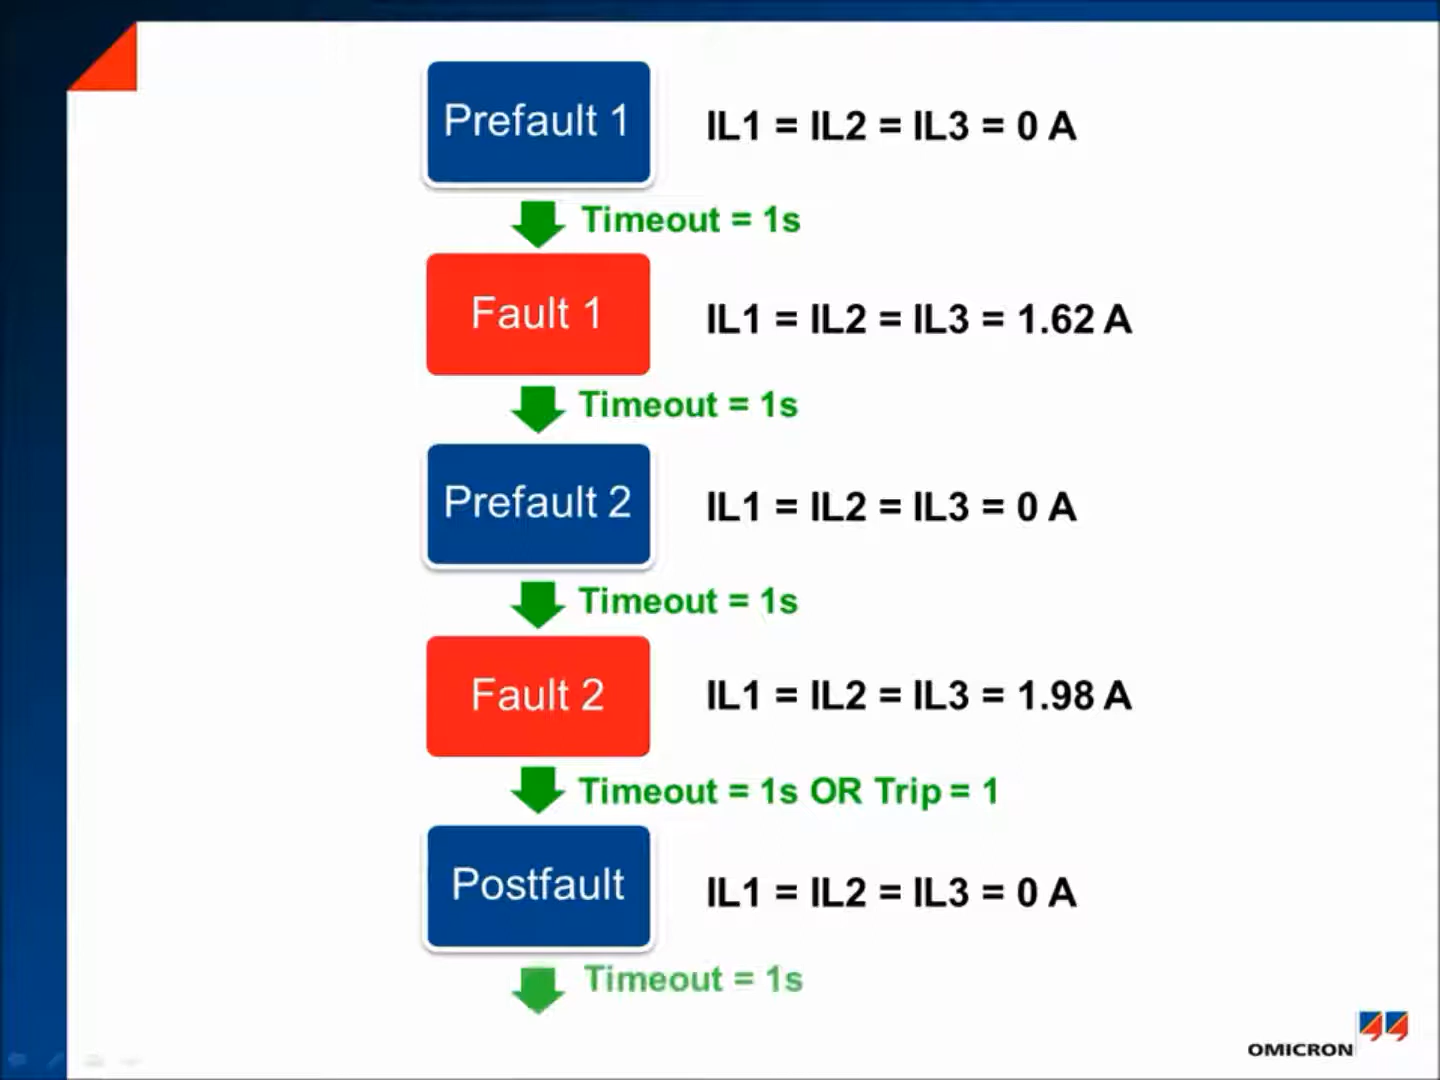 Prefault 1
IL1 = IL2 = IL3 = 0 A
Timeout = 1s
Fault 1
IL1 = IL2 = IL3 = 1.62 A
Timeout = 1s
Prefault 2
IL1 = IL2 = IL3 = 0 A
Timeout = 1s
Fault 2
IL1 = IL2 = IL3 = 1.98 A
Timeout = 1s OR Trip = 1
Postfault
IL1 = IL2 = IL3 = 0 A
Timeout = 1s
OMICRON